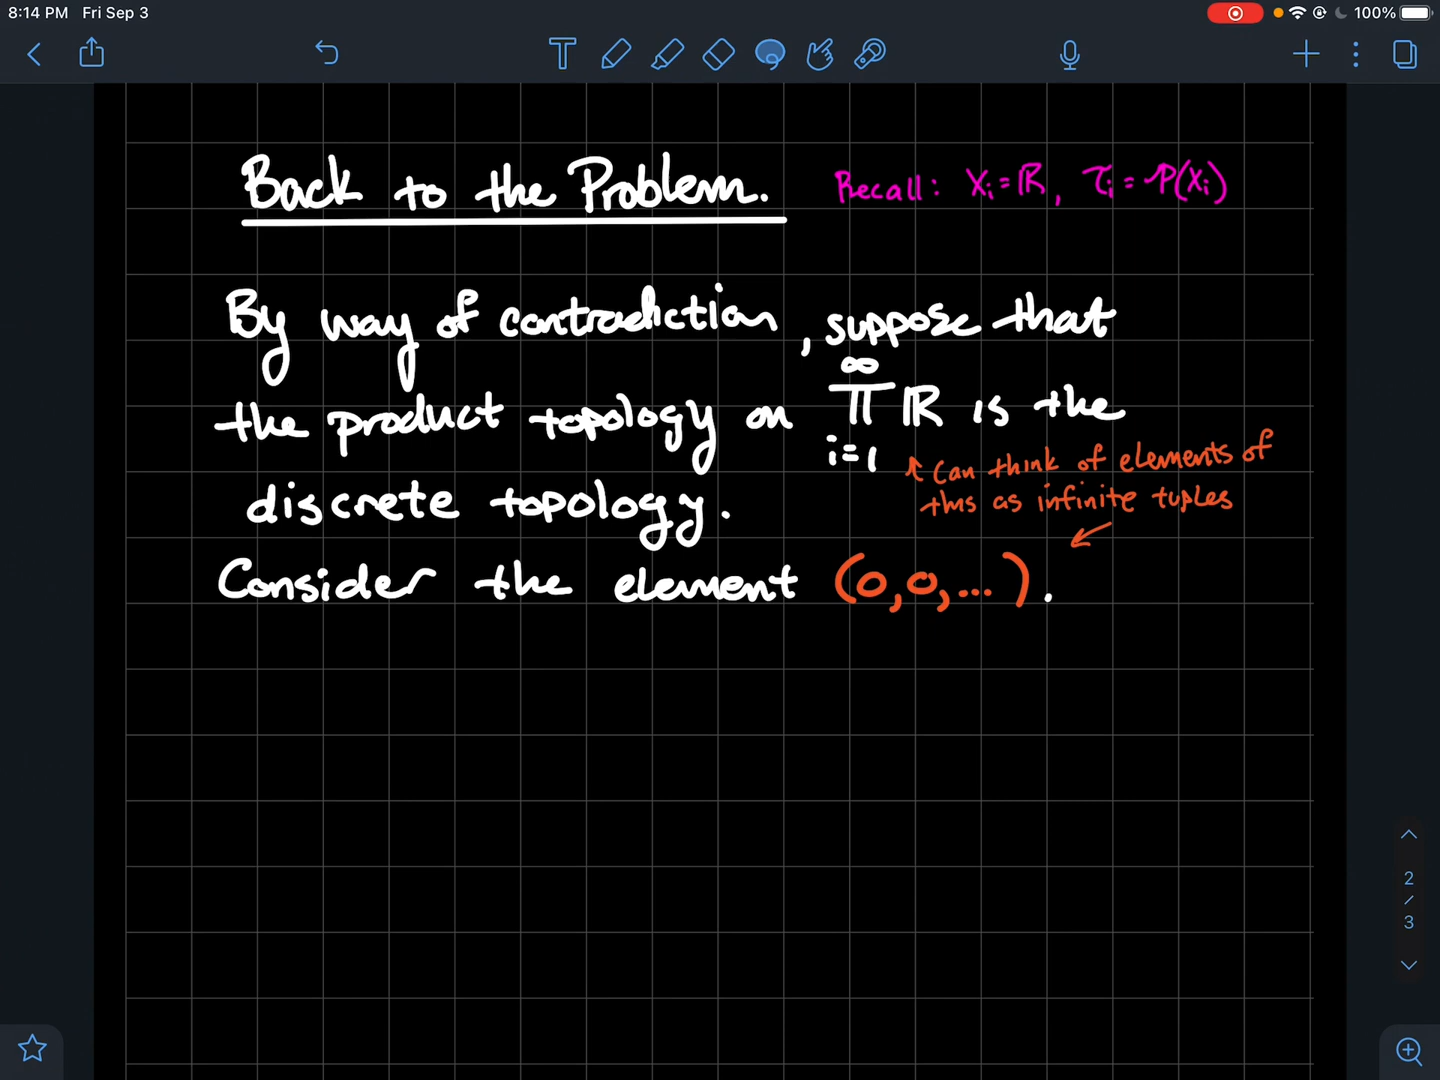 8:14 PM Fri Sep 3
100%
Back to the Problem.
Recall: Xᵢ = ℝ, τᵢ = 𝒫(Xᵢ)
By way of contradiction, suppose that
the product topology on ∏_{i=1}^{∞} ℝ is the
↑ Can think of elements of
this as infinite tuples
discrete topology.
Consider the element (0,0,...).
2
/
3